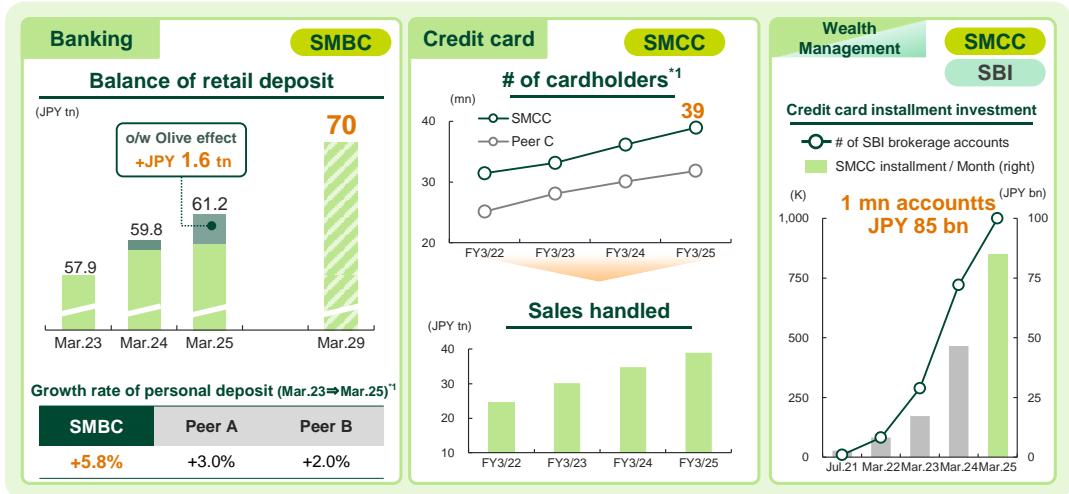 Banking
SMBC
Balance of retail deposit
(JPY tn)
70
o/w Olive effect
+JPY 1.6 tn
61.2
59.8
57.9
Mar.23 Mar.24 Mar.25 Mar.29
Growth rate of personal deposit (Mar.23⇒Mar.25)*1
SMBC Peer A Peer B
+5.8% +3.0% +2.0%
Credit card
SMCC
# of cardholders*1
(mn)
39
SMCC
Peer C
40
30
20
FY3/22 FY3/23 FY3/24 FY3/25
Sales handled
(JPY tn)
40
30
20
10
FY3/22 FY3/23 FY3/24 FY3/25
Wealth
Management
SMCC
SBI
Credit card installment investment
# of SBI brokerage accounts
SMCC installment / Month (right)
(K) (JPY bn)
1 mn accountts
JPY 85 bn
1,000 100
750 75
500 50
250 25
0 0
Jul.21 Mar.22 Mar.23 Mar.24 Mar.25